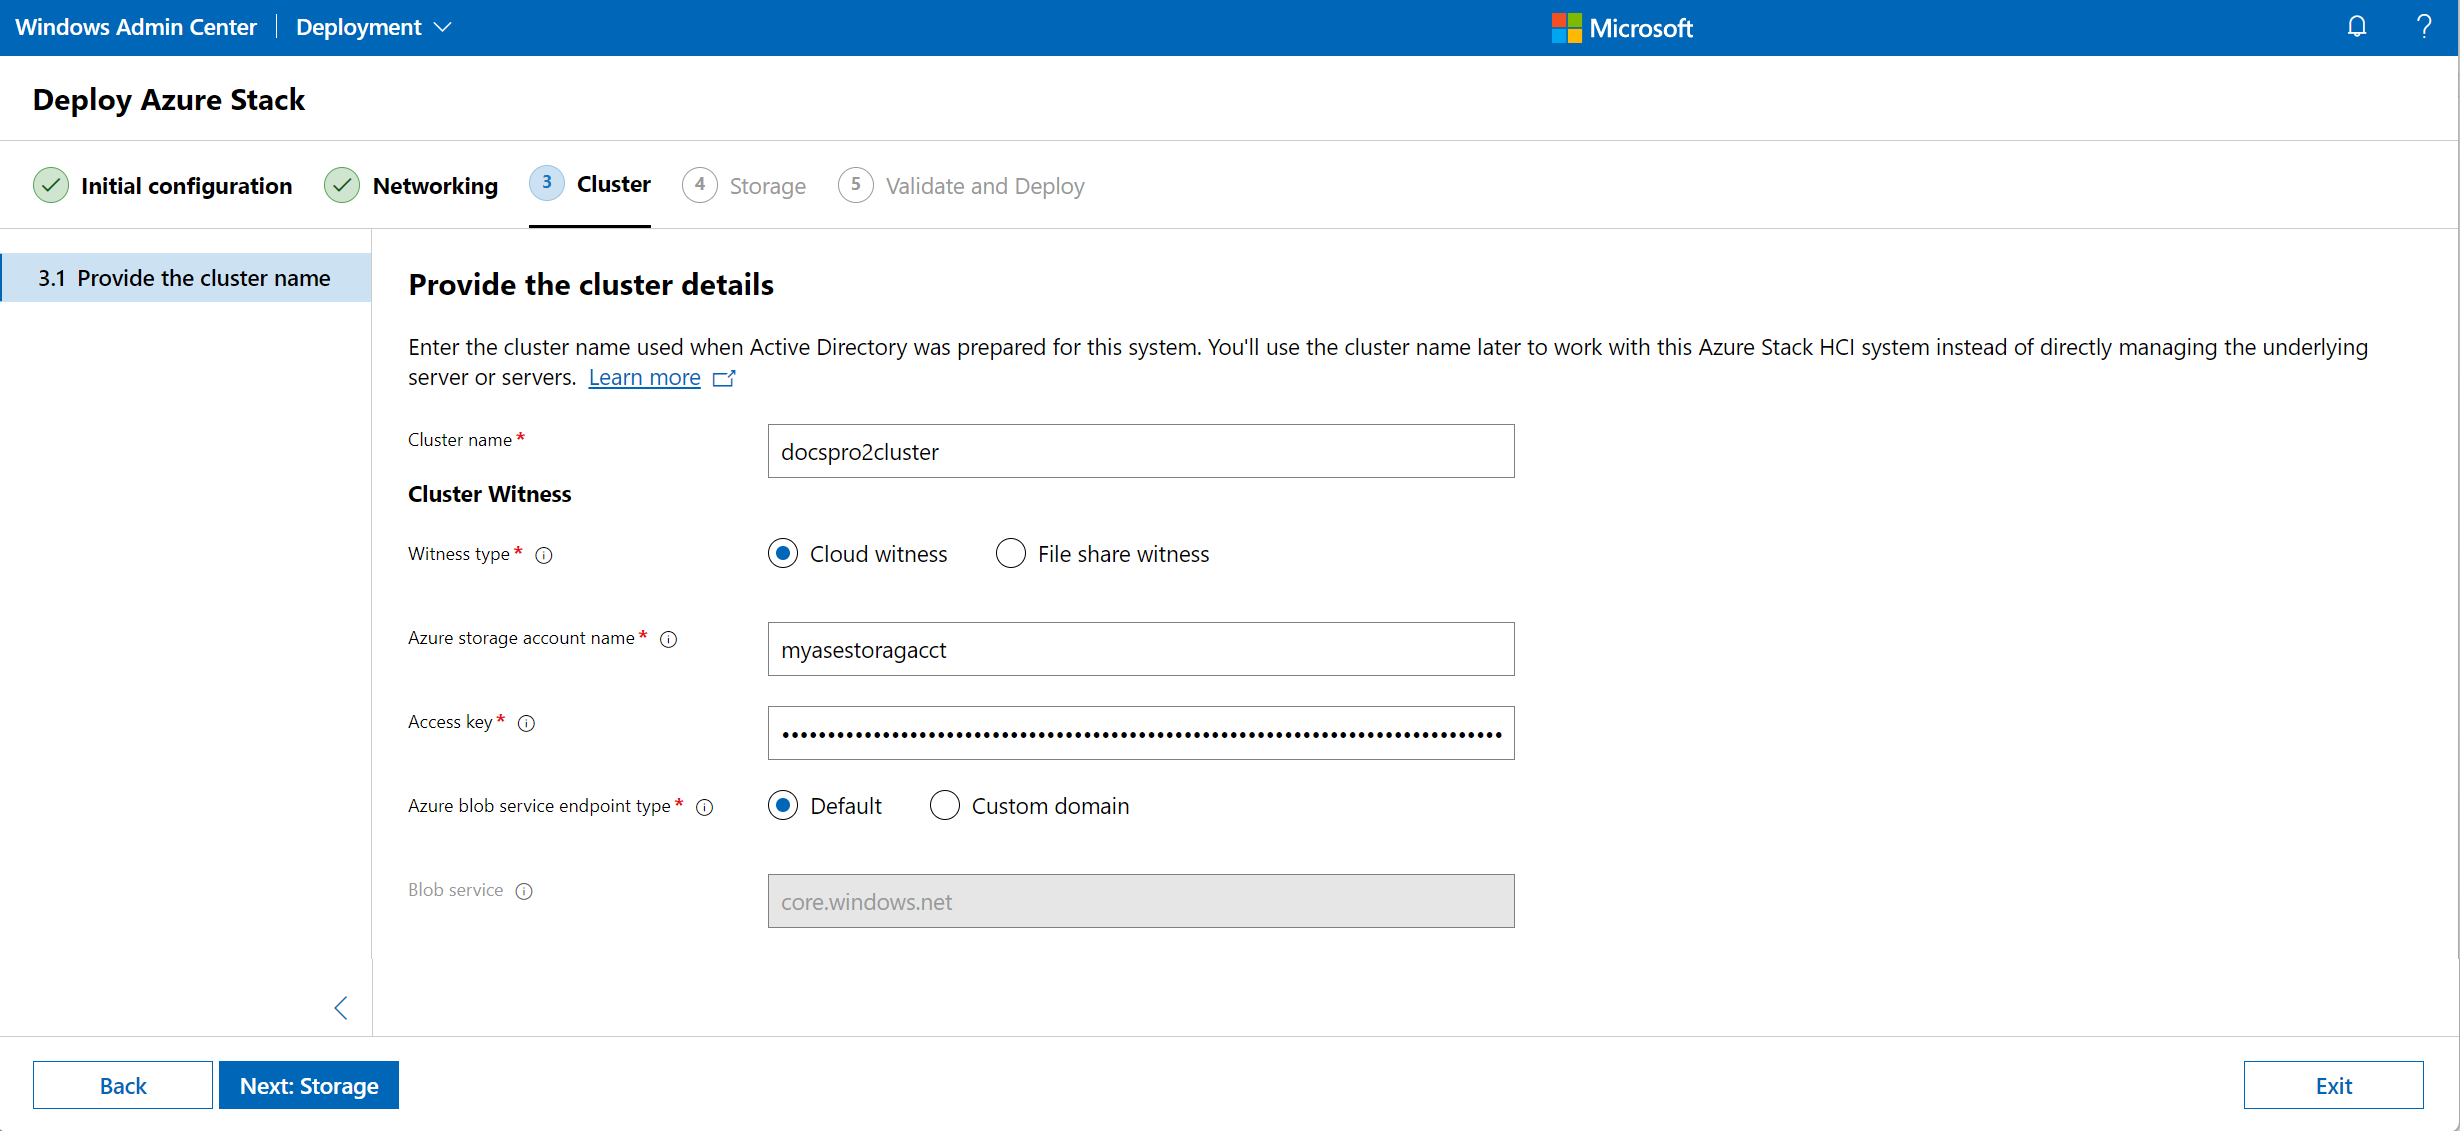 Windows Admin Center Deployment Microsoft ?
Deploy Azure Stack
Initial configuration Networking 3 Cluster 4 Storage 5 Validate and Deploy
3.1 Provide the cluster name
Provide the cluster details
Enter the cluster name used when Active Directory was prepared for this system. You'll use the cluster name later to work with this Azure Stack HCI system instead of directly managing the underlying
server or servers. Learn more
Cluster name* docspro2cluster
Cluster Witness
Witness type* Cloud witness File share witness
Azure storage account name* myasestoragacct
Access key* ••••••••••••••••••••••••••••••••••••••••••••••••••••••••••••••••••••••••••••••••
Azure blob service endpoint type* Default Custom domain
Blob service core.windows.net
Back Next: Storage Exit